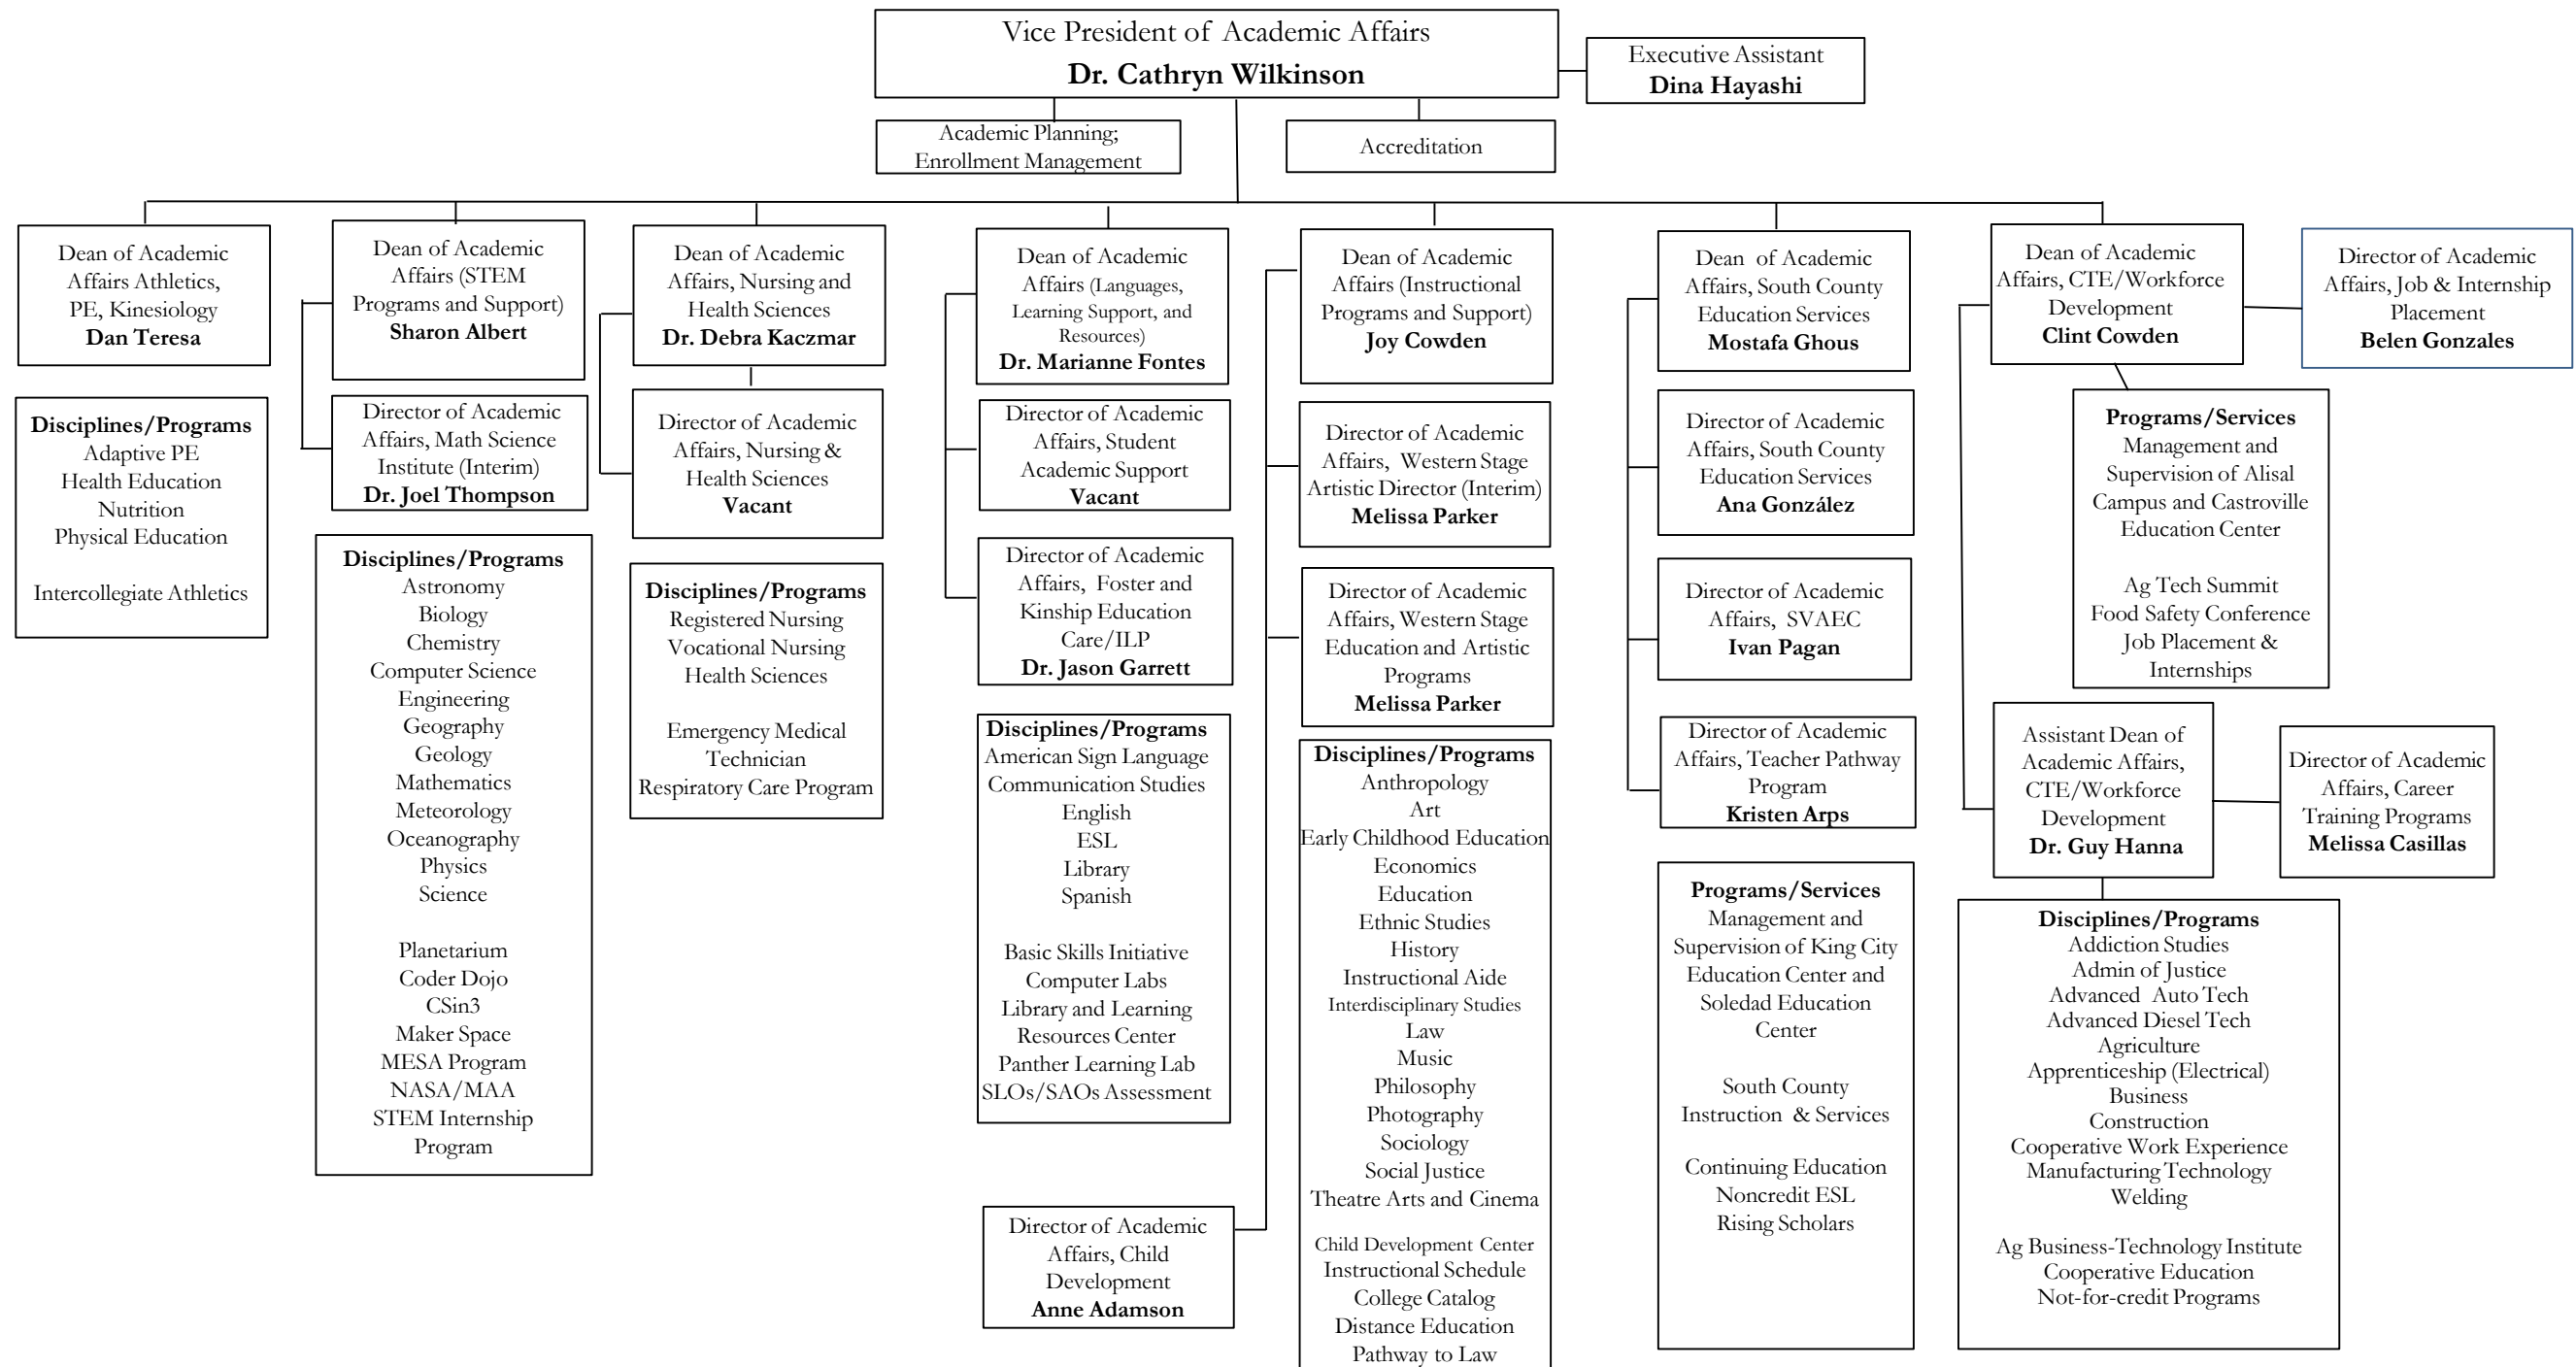 Vice President of Academic Affairs
Dr. Cathryn Wilkinson
Executive Assistant
Dina Hayashi
Academic Planning;
Enrollment Management
Accreditation
Dean of Academic
Affairs Athletics,
PE, Kinesiology
Dan Teresa
Disciplines/Programs
Adaptive PE
Health Education
Nutrition
Physical Education
Intercollegiate Athletics
Dean of Academic
Affairs (STEM
Programs and Support)
Sharon Albert
Director of Academic
Affairs, Math Science
Institute (Interim)
Dr. Joel Thompson
Disciplines/Programs
Astronomy
Biology
Chemistry
Computer Science
Engineering
Geography
Geology
Mathematics
Meteorology
Oceanography
Physics
Science
Planetarium
Coder Dojo
CSin3
Maker Space
MESA Program
NASA/MAA
STEM Internship
Program
Dean of Academic
Affairs, Nursing and
Health Sciences
Dr. Debra Kaczmar
Director of Academic
Affairs, Nursing &
Health Sciences
Vacant
Disciplines/Programs
Registered Nursing
Vocational Nursing
Health Sciences
Emergency Medical
Technician
Respiratory Care Program
Dean of Academic
Affairs (Languages,
Learning Support, and
Resources)
Dr. Marianne Fontes
Director of Academic
Affairs, Student
Academic Support
Vacant
Director of Academic
Affairs, Foster and
Kinship Education
Care/ILP
Dr. Jason Garrett
Disciplines/Programs
American Sign Language
Communication Studies
English
ESL
Library
Spanish
Basic Skills Initiative
Computer Labs
Library and Learning
Resources Center
Panther Learning Lab
SLOs/SAOs Assessment
Director of Academic
Affairs, Child
Development
Anne Adamson
Dean of Academic
Affairs (Instructional
Programs and Support)
Joy Cowden
Director of Academic
Affairs, Western Stage
Artistic Director (Interim)
Melissa Parker
Director of Academic
Affairs, Western Stage
Education and Artistic
Programs
Melissa Parker
Disciplines/Programs
Anthropology
Art
Early Childhood Education
Economics
Education
Ethnic Studies
History
Instructional Aide
Interdisciplinary Studies
Law
Music
Philosophy
Photography
Sociology
Social Justice
Theatre Arts and Cinema
Child Development Center
Instructional Schedule
College Catalog
Distance Education
Pathway to Law
Dean of Academic
Affairs, South County
Education Services
Mostafa Ghous
Director of Academic
Affairs, South County
Education Services
Ana González
Director of Academic
Affairs, SVAEC
Ivan Pagan
Director of Academic
Affairs, Teacher Pathway
Program
Kristen Arps
Programs/Services
Management and
Supervision of King City
Education Center and
Soledad Education
Center
South County
Instruction & Services
Continuing Education
Noncredit ESL
Rising Scholars
Dean of Academic
Affairs, CTE/Workforce
Development
Clint Cowden
Director of Academic
Affairs, Job & Internship
Placement
Belen Gonzales
Programs/Services
Management and
Supervision of Alisal
Campus and Castroville
Education Center
Ag Tech Summit
Food Safety Conference
Job Placement &
Internships
Assistant Dean of
Academic Affairs,
CTE/Workforce
Development
Dr. Guy Hanna
Director of Academic
Affairs, Career
Training Programs
Melissa Casillas
Disciplines/Programs
Addiction Studies
Admin of Justice
Advanced Auto Tech
Advanced Diesel Tech
Agriculture
Apprenticeship (Electrical)
Business
Construction
Cooperative Work Experience
Manufacturing Technology
Welding
Ag Business-Technology Institute
Cooperative Education
Not-for-credit Programs